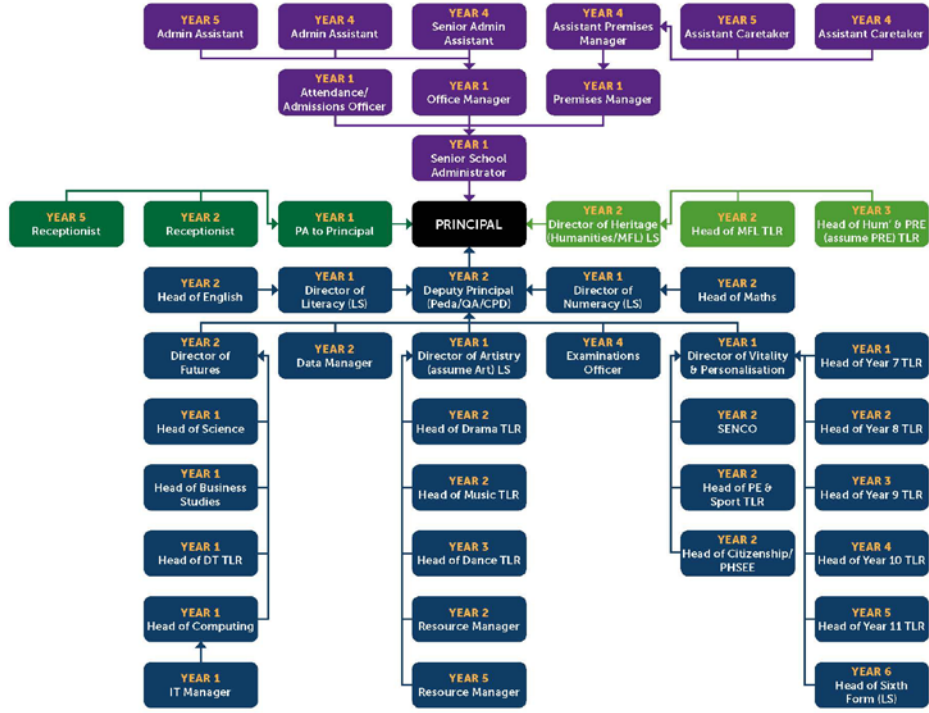 YEAR 5
Admin Assistant
YEAR 4
Admin Assistant
YEAR 4
Senior Admin
Assistant
YEAR 4
Assistant Premises
Manager
YEAR 5
Assistant Caretaker
YEAR 4
Assistant Caretaker
YEAR 1
Attendance/
Admissions Officer
YEAR 1
Office Manager
YEAR 1
Premises Manager
YEAR 1
Senior School
Administrator
YEAR 5
Receptionist
YEAR 2
Receptionist
YEAR 1
PA to Principal
PRINCIPAL
YEAR 2
Director of Heritage
(Humanities/MFL) LS
YEAR 2
Head of MFL TLR
YEAR 3
Head of Hum' & PRE
(assume PRE) TLR
YEAR 2
Head of English
YEAR 1
Director of
Literacy (LS)
YEAR 2
Deputy Principal
(Peda/QA/CPD)
YEAR 1
Director of
Numeracy (LS)
YEAR 2
Head of Maths
YEAR 2
Director of
Futures
YEAR 2
Data Manager
YEAR 1
Director of Artistry
(assume Art) LS
YEAR 4
Examinations
Officer
YEAR 1
Director of Vitality
& Personalisation
YEAR 1
Head of Year 7 TLR
YEAR 1
Head of Science
YEAR 2
Head of Drama TLR
YEAR 2
SENCO
YEAR 2
Head of Year 8 TLR
YEAR 1
Head of Business
Studies
YEAR 2
Head of Music TLR
YEAR 2
Head of PE &
Sport TLR
YEAR 3
Head of Year 9 TLR
YEAR 1
Head of DT TLR
YEAR 3
Head of Dance TLR
YEAR 2
Head of Citizenship/
PHSEE
YEAR 4
Head of Year 10 TLR
YEAR 1
Head of Computing
YEAR 2
Resource Manager
YEAR 5
Head of Year 11 TLR
YEAR 1
IT Manager
YEAR 5
Resource Manager
YEAR 6
Head of Sixth
Form (LS)